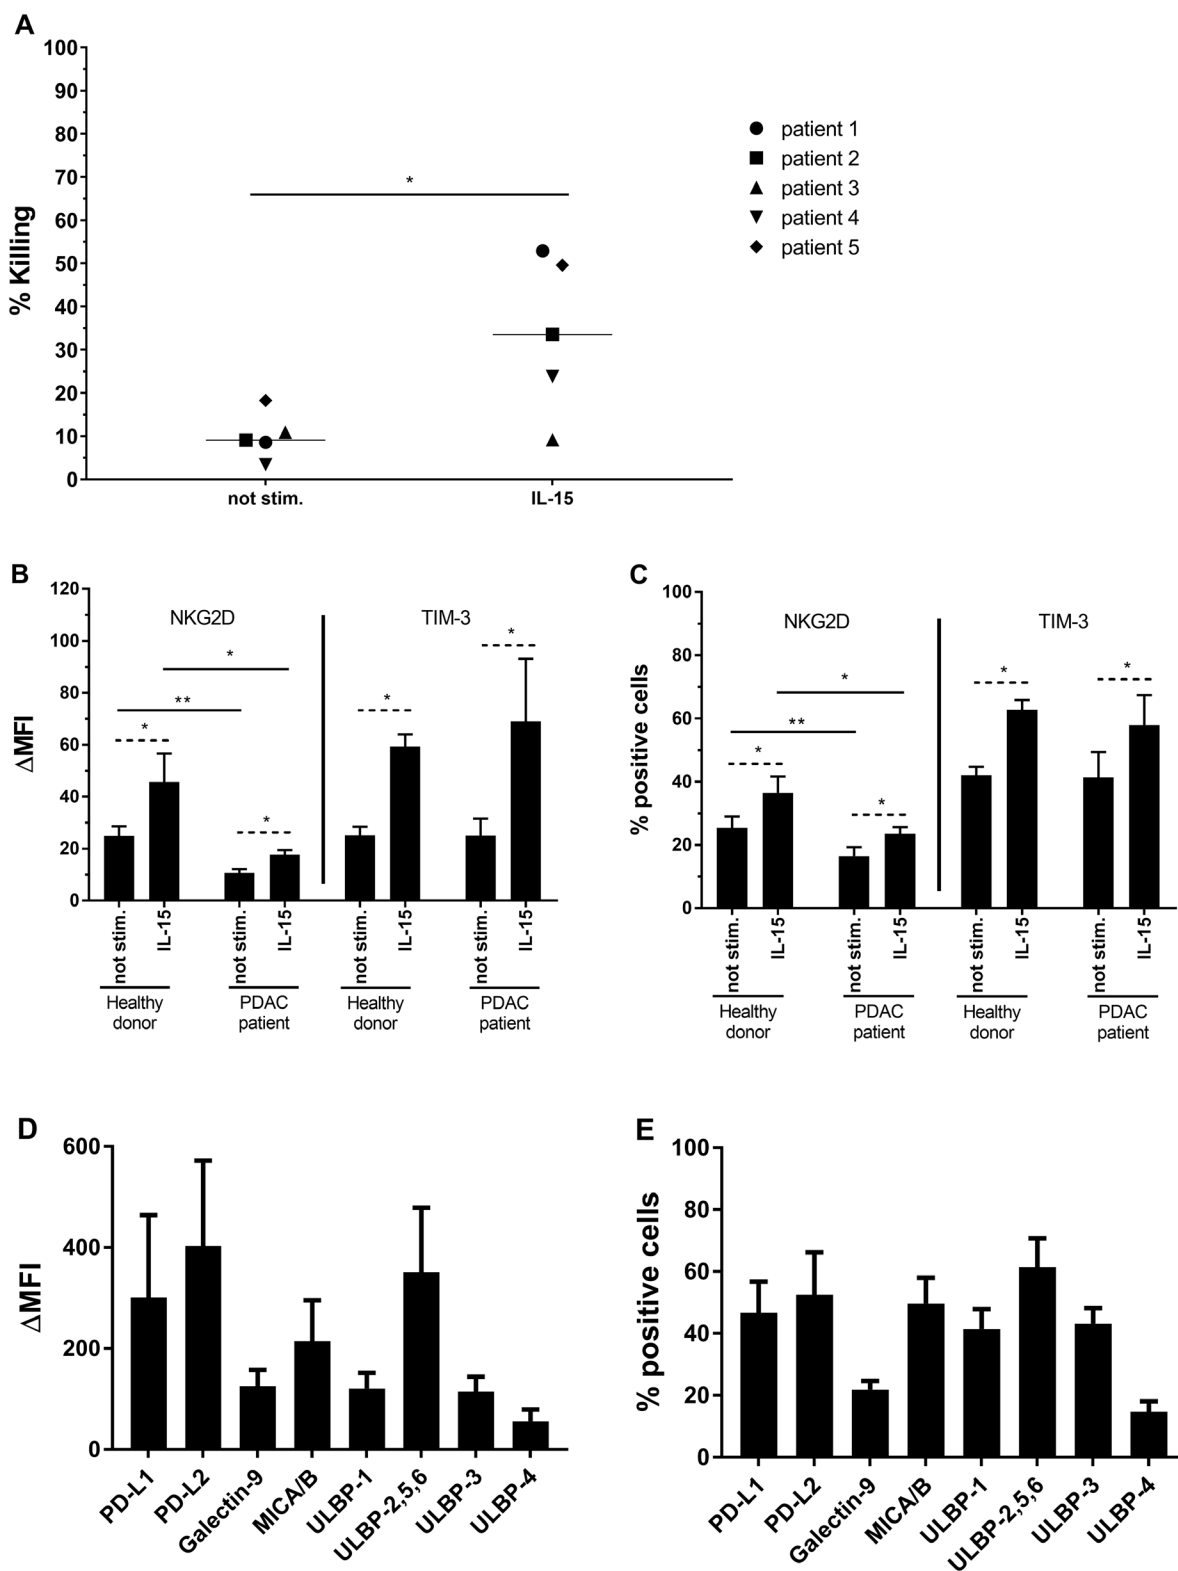 A
100
90
80
70
60
50
40
30
20
10
0
% Killing
*
not stim.
IL-15
patient 1
patient 2
patient 3
patient 4
patient 5
B
120
100
80
60
40
20
0
ΔMFI
NKG2D
TIM-3
*
**
*
*
*
*
not stim.
IL-15
not stim.
IL-15
not stim.
IL-15
not stim.
IL-15
Healthy
donor
PDAC
patient
Healthy
donor
PDAC
patient
C
100
80
60
40
20
0
% positive cells
NKG2D
TIM-3
*
**
*
*
*
*
not stim.
IL-15
not stim.
IL-15
not stim.
IL-15
not stim.
IL-15
Healthy
donor
PDAC
patient
Healthy
donor
PDAC
patient
D
600
400
200
0
ΔMFI
PD-L1
PD-L2
Galectin-9
MICA/B
ULBP-1
ULBP-2,5,6
ULBP-3
ULBP-4
E
100
80
60
40
20
0
% positive cells
PD-L1
PD-L2
Galectin-9
MICA/B
ULBP-1
ULBP-2,5,6
ULBP-3
ULBP-4